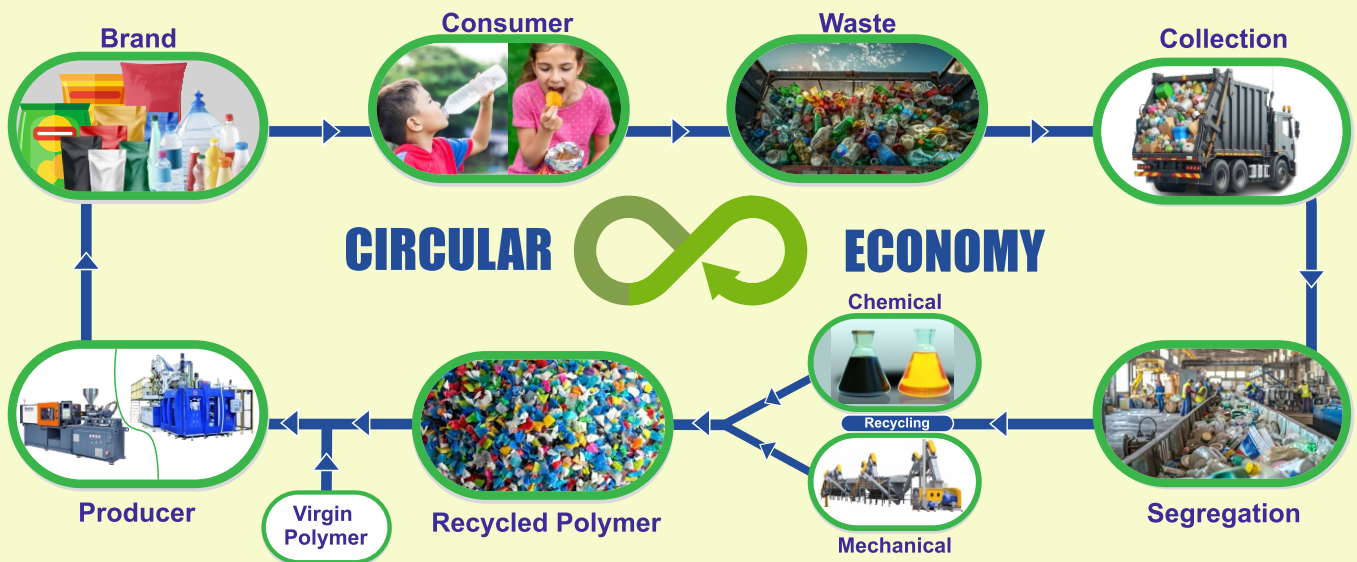 Brand
Consumer
Waste
Collection
CIRCULAR
ECONOMY
Chemical
Recycling
Mechanical
Producer
Virgin
Polymer
Recycled Polymer
Segregation